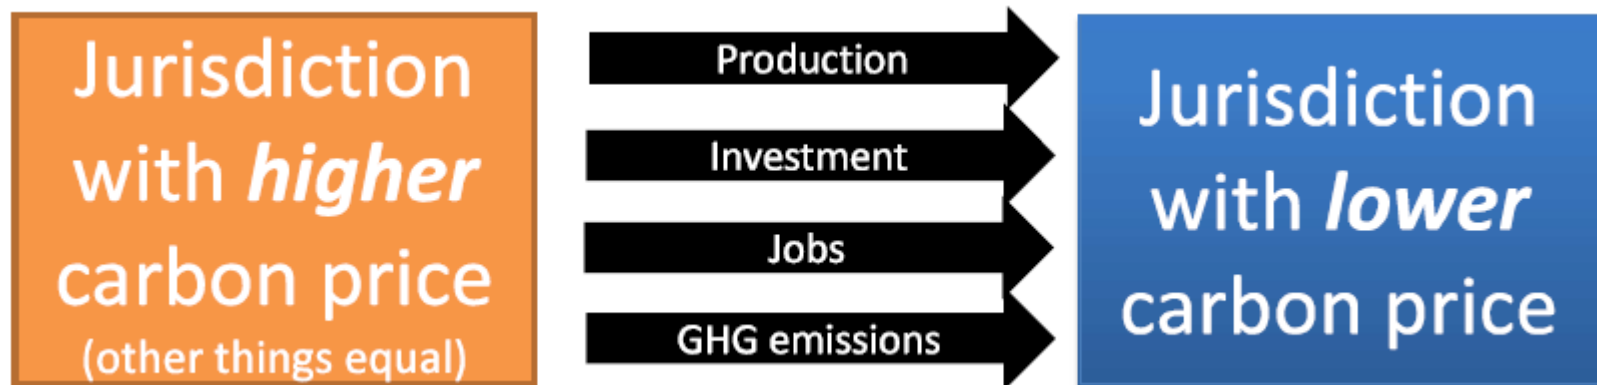 Jurisdiction
with higher
carbon price
(other things equal)
Production
Investment
Jobs
GHG emissions
Jurisdiction
with lower
carbon price